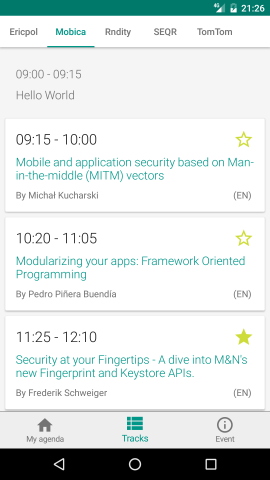 4G 21:26
Ericpol Mobica Rndity SEQR TomTom
09:00 - 09:15
Hello World
09:15 - 10:00
Mobile and application security based on Man-
in-the-middle (MITM) vectors
By Michał Kucharski (EN)
10:20 - 11:05
Modularizing your apps: Framework Oriented
Programming
By Pedro Piñera Buendía (EN)
11:25 - 12:10
Security at your Fingertips - A dive into M&N's
new Fingerprint and Keystore APIs.
By Frederik Schweiger (EN)
My agenda Tracks Event